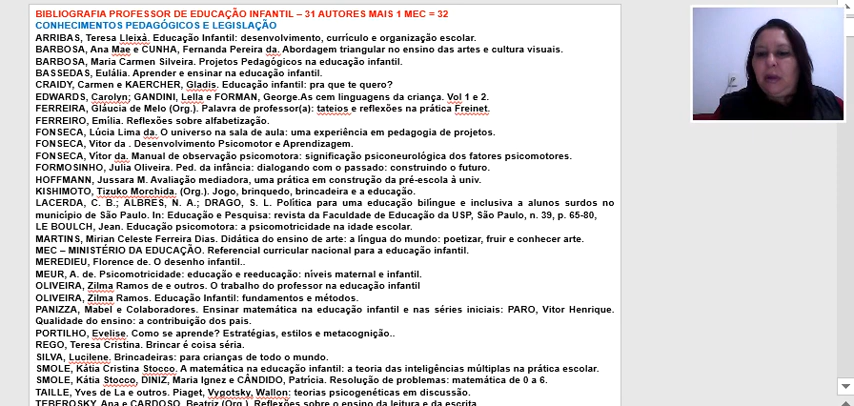 BIBLIOGRAFIA PROFESSOR DE EDUCAÇÃO INFANTIL – 31 AUTORES MAIS 1 MEC = 32
CONHECIMENTOS PEDAGÓGICOS E LEGISLAÇÃO
ARRIBAS, Teresa Lleixà. Educação Infantil: desenvolvimento, currículo e organização escolar.
BARBOSA, Ana Mae e CUNHA, Fernanda Pereira da. Abordagem triangular no ensino das artes e cultura visuais.
BARBOSA, Maria Carmen Silveira. Projetos Pedagógicos na educação infantil.
BASSEDAS, Eulália. Aprender e ensinar na educação infantil.
CRAIDY, Carmen e KAERCHER, Gladis. Educação infantil: pra que te quero?
EDWARDS, Carolyn; GANDINI, Lella e FORMAN, George.As cem linguagens da criança. Vol 1 e 2.
FERREIRA, Gláucia de Melo (Org.). Palavra de professor(a): tateios e reflexões na prática Freinet.
FERREIRO, Emília. Reflexões sobre alfabetização.
FONSECA, Lúcia Lima da. O universo na sala de aula: uma experiência em pedagogia de projetos.
FONSECA, Vitor da . Desenvolvimento Psicomotor e Aprendizagem.
FONSECA, Vitor da. Manual de observação psicomotora: significação psiconeurológica dos fatores psicomotores.
FORMOSINHO, Julia Oliveira. Ped. da infância: dialogando com o passado: construindo o futuro.
HOFFMANN, Jussara M. Avaliação mediadora, uma prática em construção da pré-escola à univ.
KISHIMOTO, Tizuko Morchida. (Org.). Jogo, brinquedo, brincadeira e a educação.
LACERDA, C. B.; ALBRES, N. A.; DRAGO, S. L. Política para uma educação bilíngue e inclusiva a alunos surdos no
município de São Paulo. In: Educação e Pesquisa: revista da Faculdade de Educação da USP, São Paulo, n. 39, p. 65-80,
LE BOULCH, Jean. Educação psicomotora: a psicomotricidade na idade escolar.
MARTINS, Mirian Celeste Ferreira Dias. Didática do ensino de arte: a língua do mundo: poetizar, fruir e conhecer arte.
MEC – MINISTÉRIO DA EDUCAÇÃO. Referencial curricular nacional para a educação infantil.
MEREDIEU, Florence de. O desenho infantil..
MEUR, A. de. Psicomotricidade: educação e reeducação: níveis maternal e infantil.
OLIVEIRA, Zilma Ramos de e outros. O trabalho do professor na educação infantil
OLIVEIRA, Zilma Ramos. Educação Infantil: fundamentos e métodos.
PANIZZA, Mabel e Colaboradores. Ensinar matemática na educação infantil e nas séries iniciais: PARO, Vitor Henrique.
Qualidade do ensino: a contribuição dos pais.
PORTILHO, Evelise. Como se aprende? Estratégias, estilos e metacognição..
REGO, Teresa Cristina. Brincar é coisa séria.
SILVA, Lucilene. Brincadeiras: para crianças de todo o mundo.
SMOLE, Kátia Cristina Stocco. A matemática na educação infantil: a teoria das inteligências múltiplas na prática escolar.
SMOLE, Kátia Stocco, DINIZ, Maria Ignez e CÂNDIDO, Patrícia. Resolução de problemas: matemática de 0 a 6.
TAILLE, Yves de La e outros. Piaget, Vygotsky, Wallon: teorias psicogenéticas em discussão.
TEBEROSKY, Ana e CARDOSO, Beatriz (Org.). Reflexões sobre o ensino da leitura e da escrita